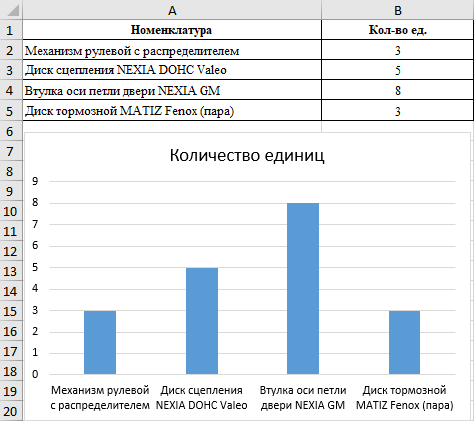 A B
1 Номенклатура Кол-во ед.
2 Механизм рулевой с распределителем 3
3 Диск сцепления NEXIA DOHC Valeo 5
4 Втулка оси петли двери NEXIA GM 8
5 Диск тормозной MATIZ Fenox (пара) 3
6
7
8
9
10
11
12
13
14
15
16
17
18
19
20
Количество единиц
9
8
7
6
5
4
3
2
1
0
Механизм рулевой Диск сцепления Втулка оси петли Диск тормозной
с распределителем NEXIA DOHC Valeo двери NEXIA GM MATIZ Fenox (пара)